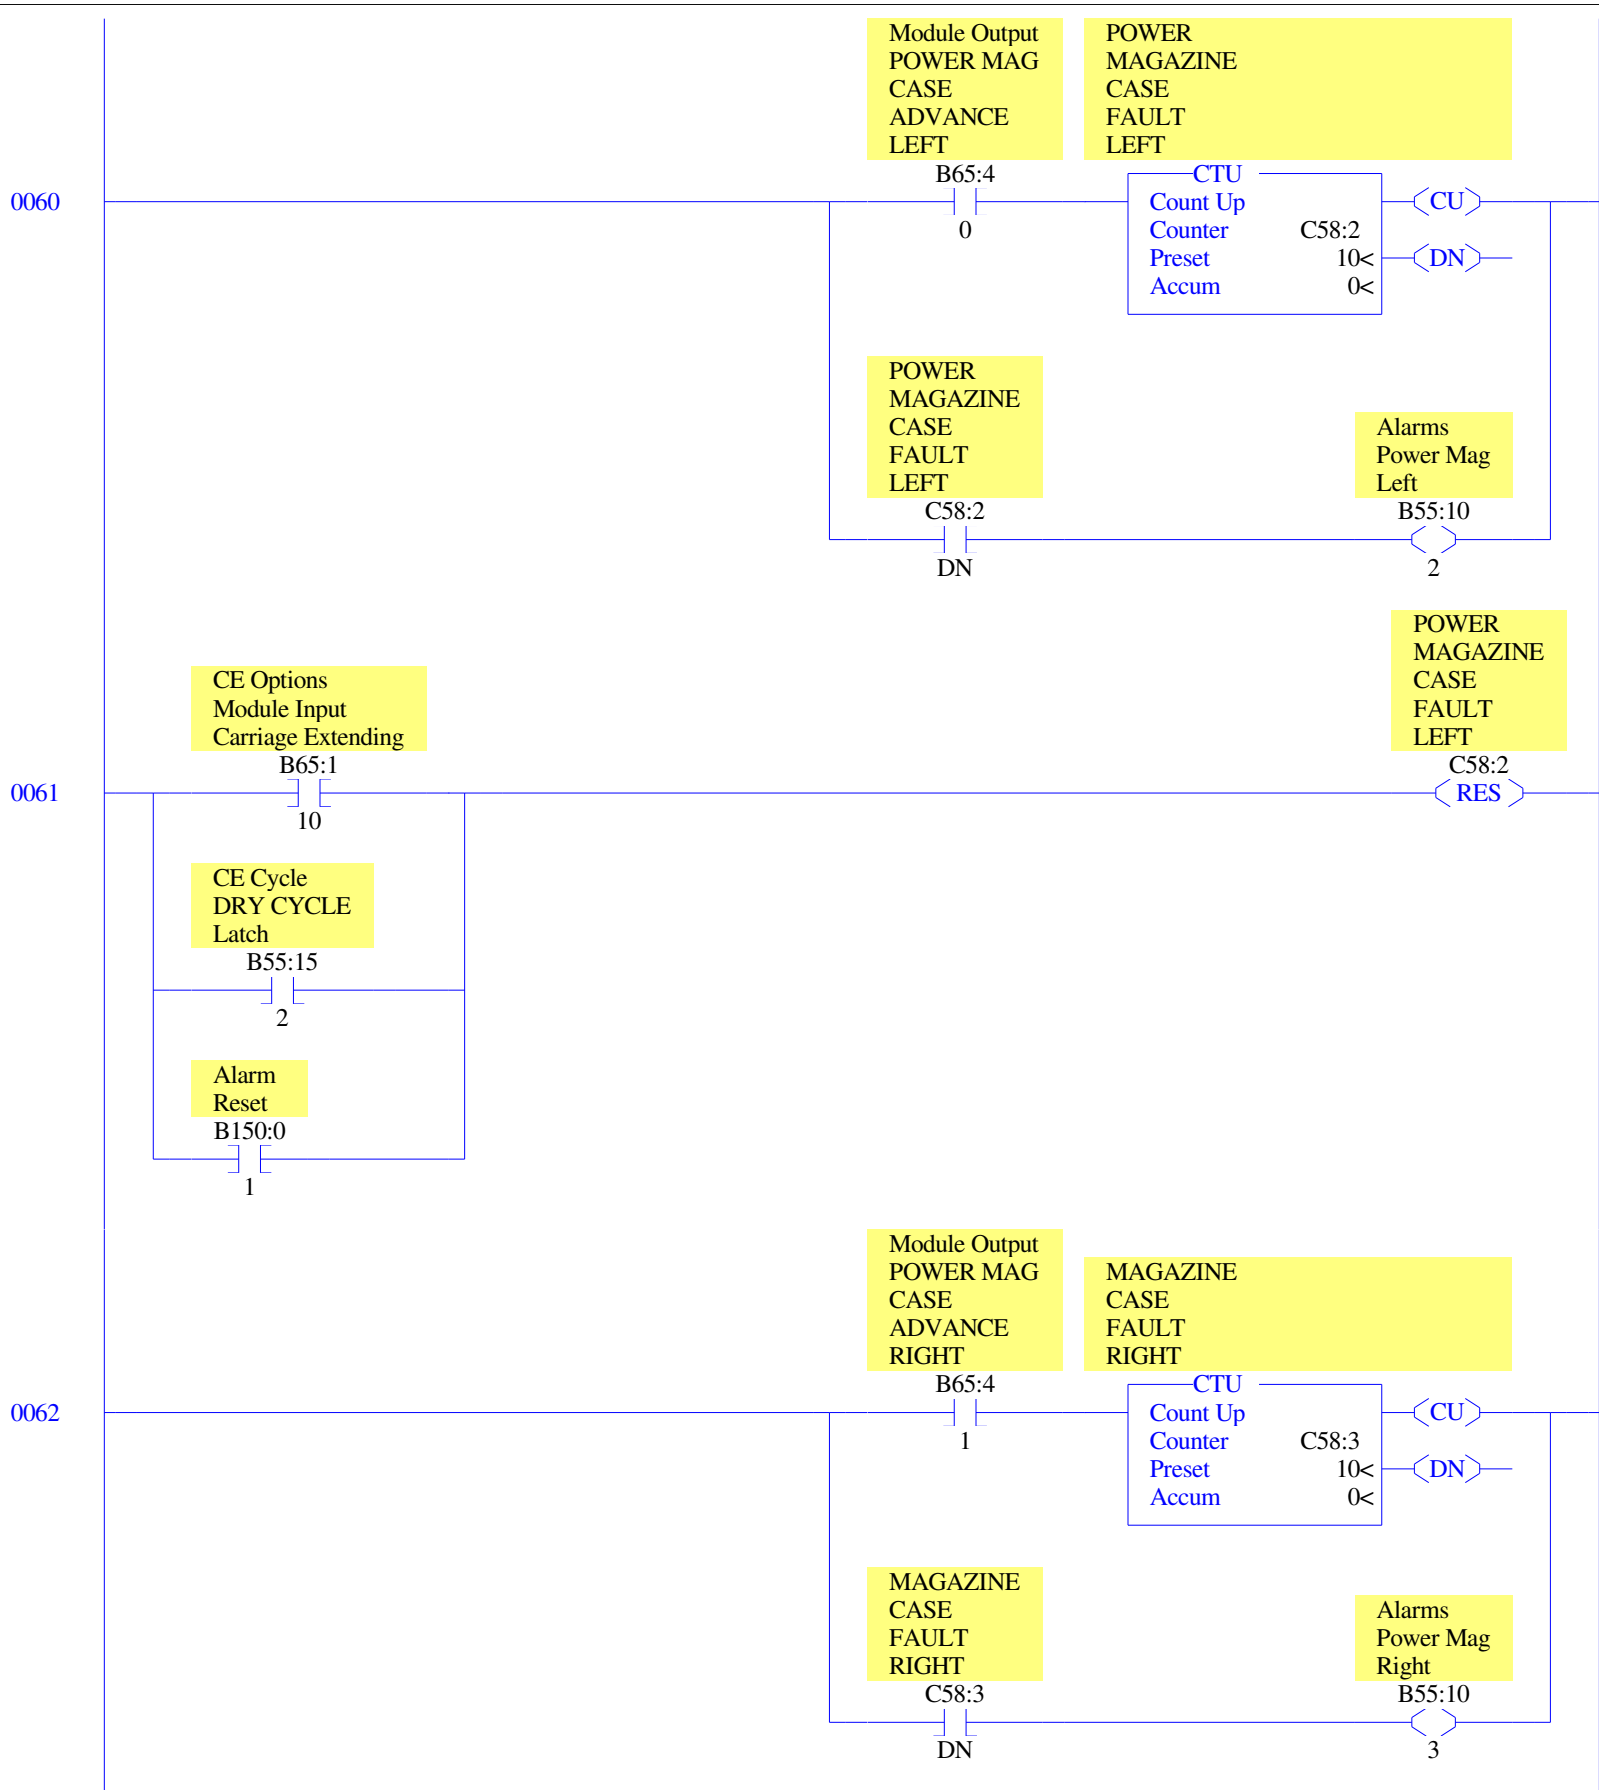 Module Output
POWER MAG
CASE
ADVANCE
LEFT
B65:4
0
POWER
MAGAZINE
CASE
FAULT
LEFT
0060
CTU
Count Up
Counter C58:2
Preset 10<
Accum 0<
CU
DN
POWER
MAGAZINE
CASE
FAULT
LEFT
C58:2
DN
Alarms
Power Mag
Left
B55:10
2
0061
CE Options
Module Input
Carriage Extending
B65:1
10
CE Cycle
DRY CYCLE
Latch
B55:15
2
Alarm
Reset
B150:0
1
POWER
MAGAZINE
CASE
FAULT
LEFT
C58:2
RES
0062
Module Output
POWER MAG
CASE
ADVANCE
RIGHT
B65:4
1
MAGAZINE
CASE
FAULT
RIGHT
CTU
Count Up
Counter C58:3
Preset 10<
Accum 0<
CU
DN
MAGAZINE
CASE
FAULT
RIGHT
C58:3
DN
Alarms
Power Mag
Right
B55:10
3